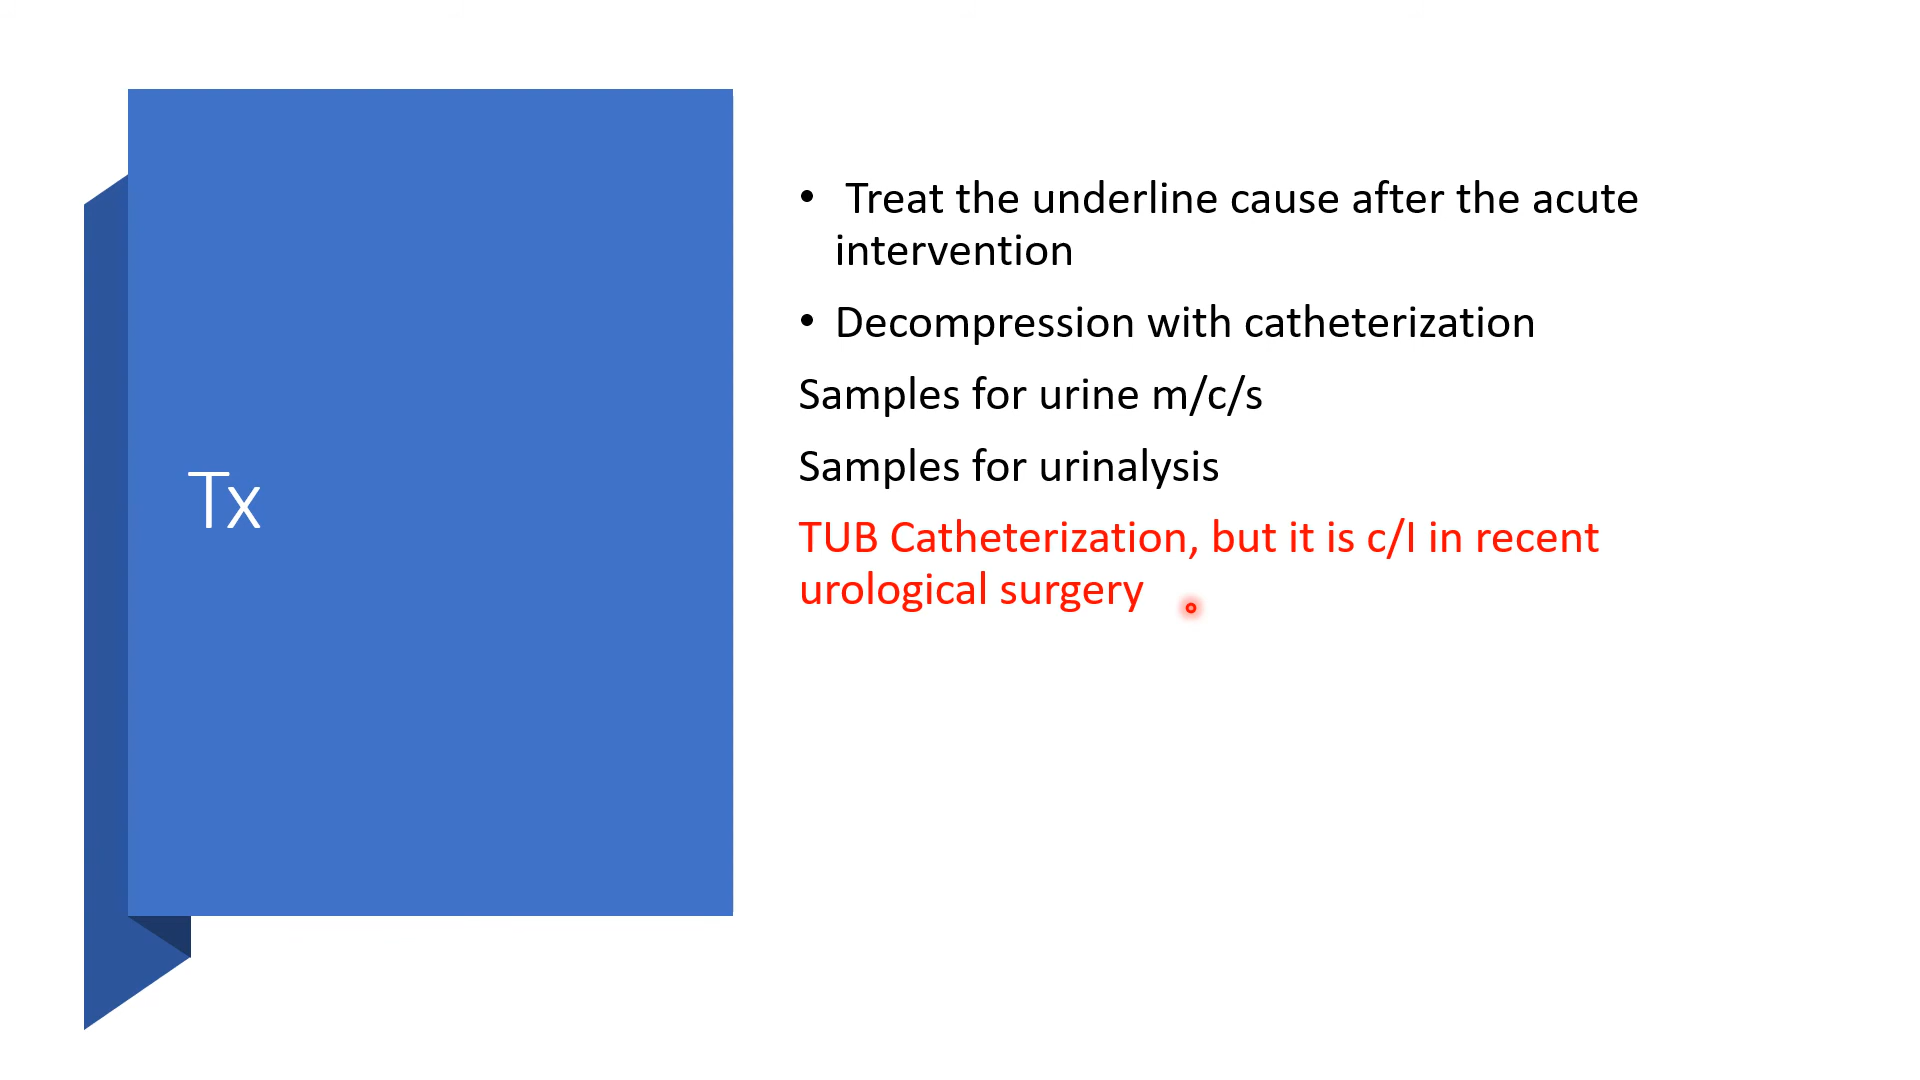 Tx
• Treat the underline cause after the acute
intervention
• Decompression with catheterization
Samples for urine m/c/s
Samples for urinalysis
TUB Catheterization, but it is c/I in recent
urological surgery